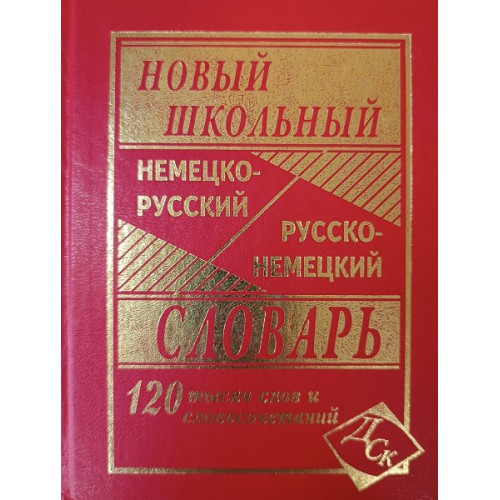 НОВЫЙ
ШКОЛЬНЫЙ
НЕМЕЦКО-
РУССКИЙ
РУССКО-
НЕМЕЦКИЙ
СЛОВАРЬ
120 тысяч слов и
словосочетаний
ДСК